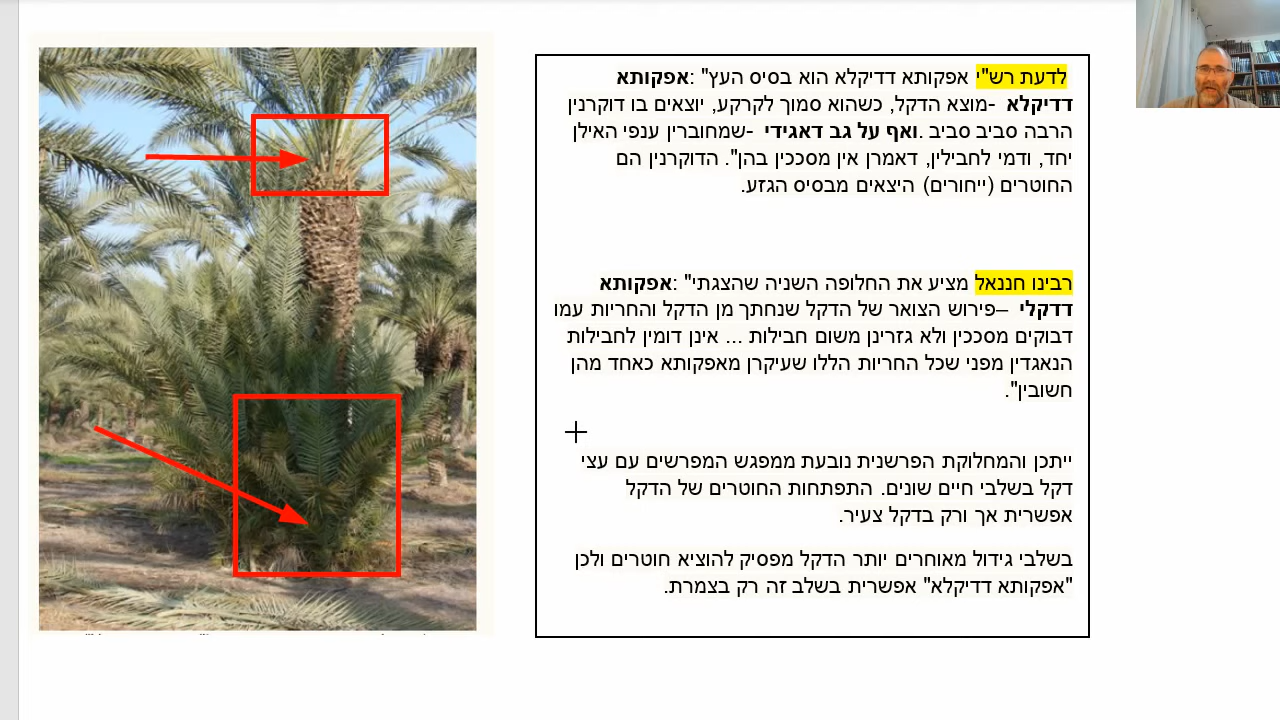 לדעת רש"י אפקותא דדיקלא הוא בסיס העץ" :אפקותא
דדיקלא -מוצא הדקל, כשהוא סמוך לקרקע, יוצאים בו דוקרנין
הרבה סביב סביב .ואף על גב דאגידי -שמחוברין ענפי האילן
יחד, ודמי לחבילין, דאמרן אין מסככין בהן". הדוקרנין הם
החוטרים (ייחורים) היצאים מבסיס הגזע.
רבינו חננאל מציע את החלופה השניה שהצגתי" :אפקותא
דדקלי –פירוש הצואר של הדקל שנחתך מן הדקל והחריות עמו
דבוקים מסככין ולא גזרינן משום חבילות ... אינן דומין לחבילות
הנאגדין מפני שכל החריות הללו שעיקרן מאפקותא כאחד מהן
חשובין".
ייתכן והמחלוקת הפרשנית נובעת ממפגש המפרשים עם עצי
דקל בשלבי חיים שונים. התפתחות החוטרים של הדקל
אפשרית אך ורק בדקל צעיר.
בשלבי גידול מאוחרים יותר הדקל מפסיק להוציא חוטרים ולכן
"אפקותא דדיקלא" אפשרית בשלב זה רק בצמרת.